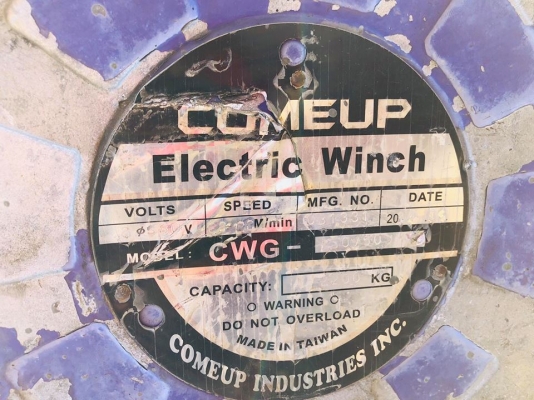 COMEUP
Electric Winch
VOLTS SPEED MFG. NO. DATE
Ø V M/min 20
MODEL: CWG-
CAPACITY: KG
WARNING
DO NOT OVERLOAD
MADE IN TAIWAN
COMEUP INDUSTRIES INC.